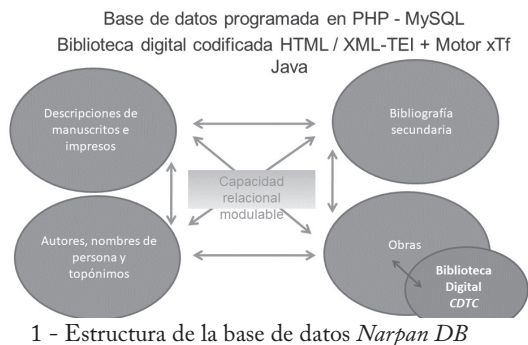 Base de datos programada en PHP - MySQL
Biblioteca digital codificada HTML / XML-TEI + Motor xTf
Java
Descripciones de
manuscritos e
impresos
Bibliografía
secundaria
Capacidad
relacional
modulable
Autores, nombres de
persona y
topónimos
Obras
Biblioteca
Digital
CDTC
1 - Estructura de la base de datos Narpan DB